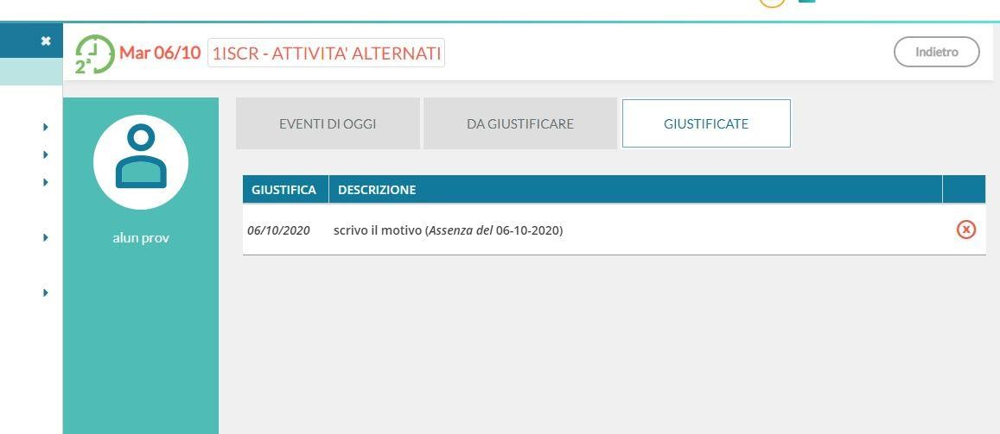 2ª Mar 06/10 1ISCR - ATTIVITA' ALTERNATI
Indietro
alun prov
EVENTI DI OGGI DA GIUSTIFICARE GIUSTIFICATE
GIUSTIFICA DESCRIZIONE
06/10/2020 scrivo il motivo (Assenza del 06-10-2020)